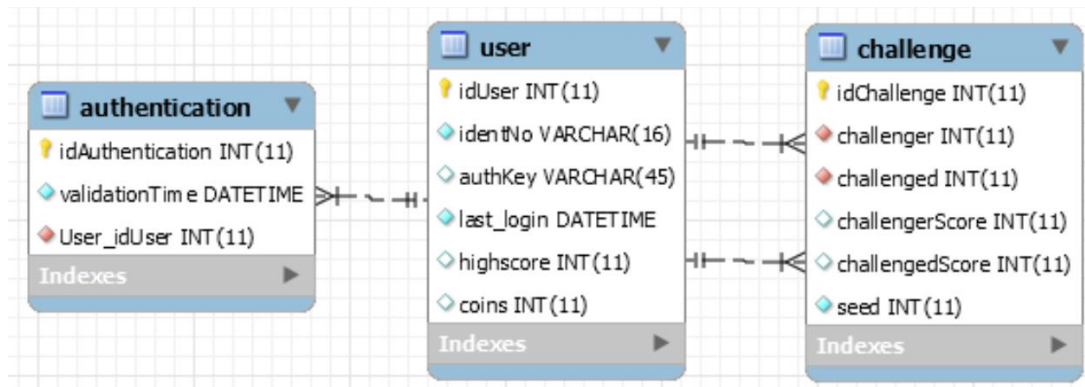 authentication
idAuthentication INT(11)
validationTime DATETIME
User_idUser INT(11)
Indexes
user
idUser INT(11)
identNo VARCHAR(16)
authKey VARCHAR(45)
last_login DATETIME
highscore INT(11)
coins INT(11)
Indexes
challenge
idChallenge INT(11)
challenger INT(11)
challenged INT(11)
challengerScore INT(11)
challengedScore INT(11)
seed INT(11)
Indexes